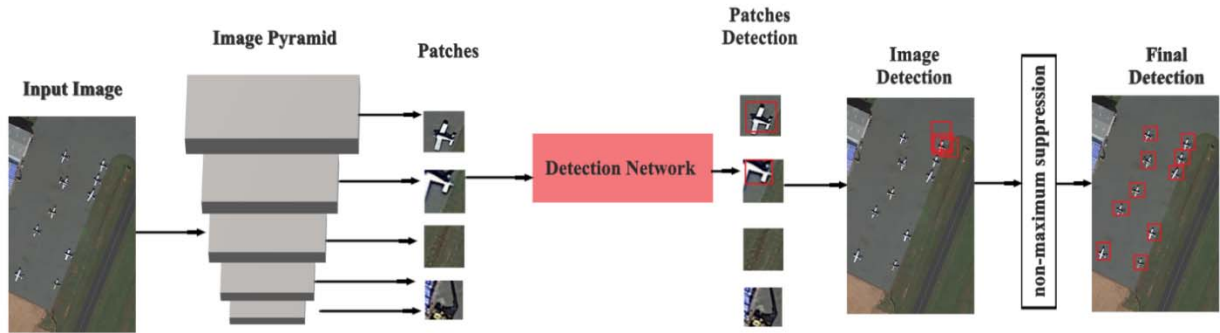 Input Image
Image Pyramid
Patches
Detection Network
Patches
Detection
Image
Detection
non-maximum suppression
Final
Detection